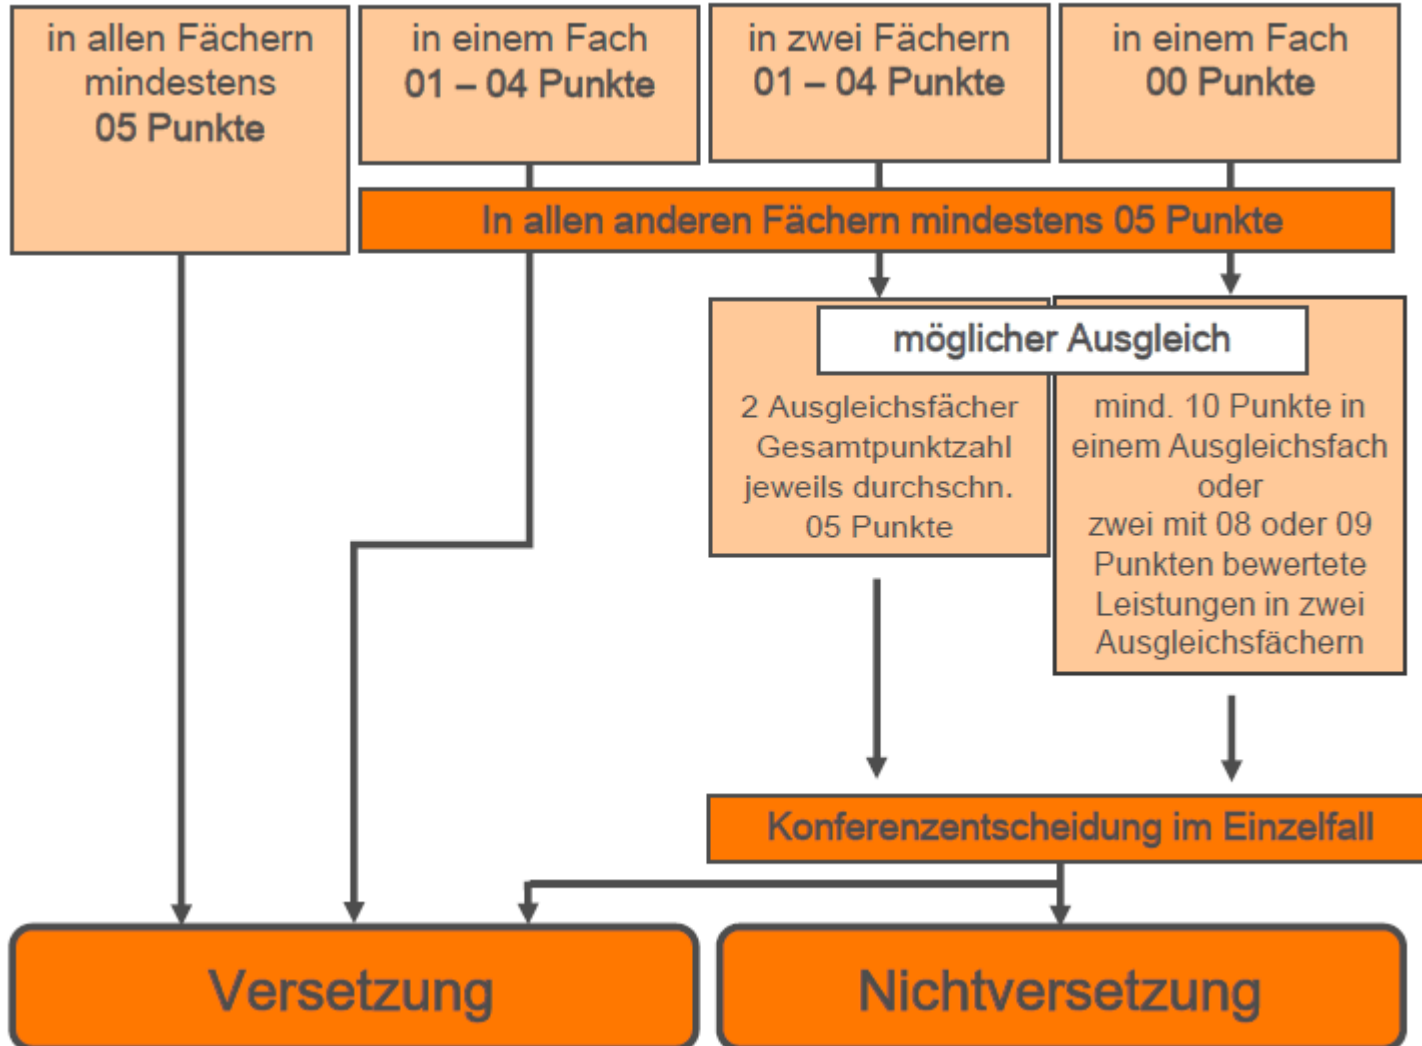 in allen Fächern
mindestens
05 Punkte
in einem Fach
01 – 04 Punkte
in zwei Fächern
01 – 04 Punkte
in einem Fach
00 Punkte
In allen anderen Fächern mindestens 05 Punkte
möglicher Ausgleich
2 Ausgleichsfächer
Gesamtpunktzahl
jeweils durchschn.
05 Punkte
mind. 10 Punkte in
einem Ausgleichsfach
oder
zwei mit 08 oder 09
Punkten bewertete
Leistungen in zwei
Ausgleichsfächern
Konferenzentscheidung im Einzelfall
Versetzung
Nichtversetzung